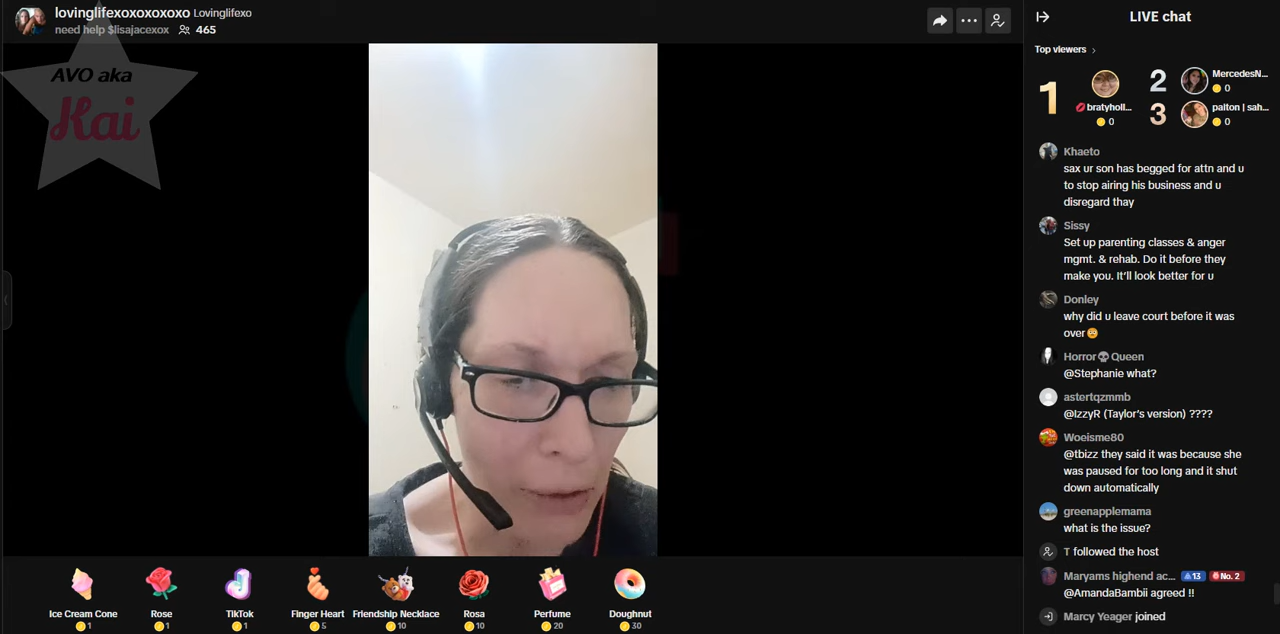 lovinglifexoxoxoxoxo Lovinglifexo
need help $lisajacexox 465
AVO aka
Kai
LIVE chat
Top viewers
1
bratyholl...
0
2
MercedesN...
0
3
paiton | sah...
0
Khaeto
sax ur son has begged for attn and u
to stop airing his business and u
disregard thay
Sissy
Set up parenting classes & anger
mgmt. & rehab. Do it before they
make you. It'll look better for u
Donley
why did u leave court before it was
over😳
Horror💀Queen
@Stephanie what?
astertqzmmb
@IzzyR (Taylor's version) ????
Woeisme80
@tbizz they said it was because she
was paused for too long and it shut
down automatically
greenapplemama
what is the issue?
T followed the host
Maryams highend ac... 13 No. 2
@AmandaBambii agreed !!
Marcy Yeager joined
Ice Cream Cone
1
Rose
1
TikTok
1
Finger Heart
5
Friendship Necklace
10
Rosa
10
Perfume
20
Doughnut
30